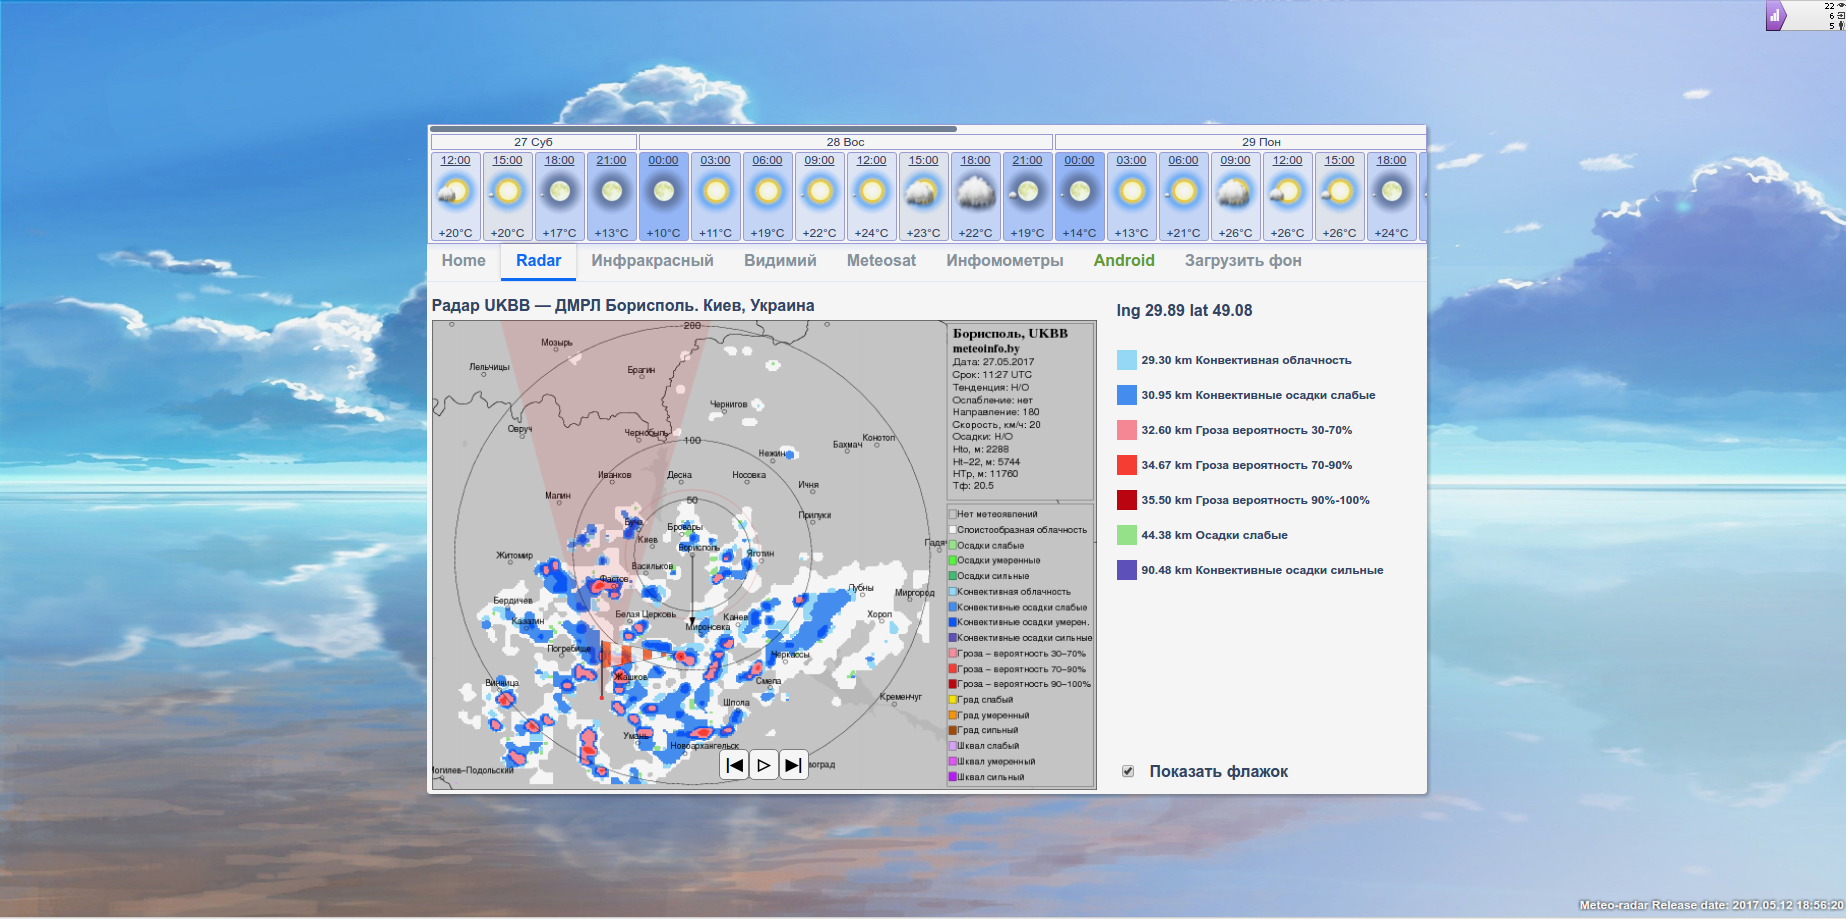 22
6
5
27 Суб 28 Вос 29 Пон
12:00 15:00 18:00 21:00 00:00 03:00 06:00 09:00 12:00 15:00 18:00 21:00 00:00 03:00 06:00 09:00 12:00 15:00 18:00
+20°C +20°C +17°C +13°C +10°C +11°C +19°C +22°C +24°C +23°C +22°C +19°C +14°C +13°C +21°C +26°C +26°C +26°C +24°C
Home Radar Инфракрасный Видимий Meteosat Инфомометры Android Загрузить фон
Радар UKBB — ДМРЛ Борисполь. Киев, Украина
200
Мозырь
Лельчицы
Брагин
Чернигов
Овруч
Чернобыль
100
Конотоп
Бахмач
Нежин
Иванков
Десна
Носовка
Ичня
Малин
50
Прилуки
Буча
Бровары
Киев
Борисполь
Гадяч
Житомир
Яготин
Васильков
Фастов
Лубны
Миргород
Бердичев
Белая Церковь
Канев
Хорол
Казатин
Мироновка
Погребище
Черкассы
Жашков
Винница
Смела
Кременчуг
Шпола
Умань
Новоархангельск
Могилев-Подольский
воград
Борисполь, UKBB
meteoinfo.by
Дата: 27.05.2017
Срок: 11:27 UTC
Тенденция: Н/О
Ослабление: нет
Направление: 180
Скорость, км/ч: 20
Осадки: Н/О
Hto, м: 2288
Ht-22, м: 5744
HTp, м: 11760
Тф: 20.5
Нет метеоявлений
Слоистообразная облачность
Осадки слабые
Осадки умеренные
Осадки сильные
Конвективная облачность
Конвективные осадки слабые
Конвективные осадки умерен.
Конвективные осадки сильные
Гроза – вероятность 30–70%
Гроза – вероятность 70–90%
Гроза – вероятность 90–100%
Град слабый
Град умеренный
Град сильный
Шквал слабый
Шквал умеренный
Шквал сильный
lng 29.89 lat 49.08
29.30 km Конвективная облачность
30.95 km Конвективные осадки слабые
32.60 km Гроза вероятность 30-70%
34.67 km Гроза вероятность 70-90%
35.50 km Гроза вероятность 90%-100%
44.38 km Осадки слабые
90.48 km Конвективные осадки сильные
Показать флажок
Meteo-radar Release date: 2017.05.12 18:56:20